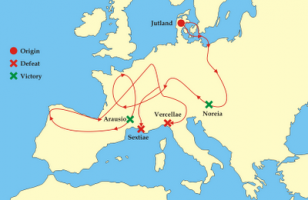 Jutland
Origin
Defeat
Victory
Arausio
Vercellae
Noreia
Sextiae